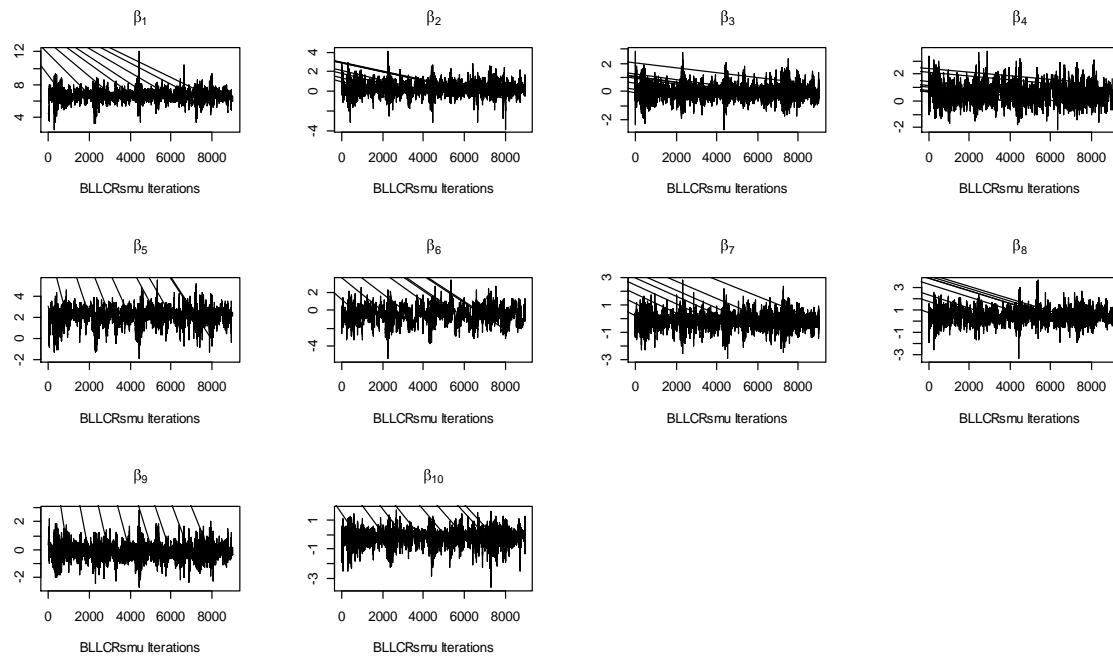 β1 β2 β3 β4
12 8 4
4 2 0 -4
2 1 0 -2
2 0 -2
0 2000 4000 6000 8000 0 2000 4000 6000 8000 0 2000 4000 6000 8000 0 2000 4000 6000 8000
BLLCRsmu Iterations BLLCRsmu Iterations BLLCRsmu Iterations BLLCRsmu Iterations
β5 β6 β7 β8
4 2 0 -2
2 0 -4
3 1 -1 -3
3 1 -1 -3
0 2000 4000 6000 8000 0 2000 4000 6000 8000 0 2000 4000 6000 8000 0 2000 4000 6000 8000
BLLCRsmu Iterations BLLCRsmu Iterations BLLCRsmu Iterations BLLCRsmu Iterations
β9 β10
2 0 -2
1 -1 -3
0 2000 4000 6000 8000 0 2000 4000 6000 8000
BLLCRsmu Iterations BLLCRsmu Iterations